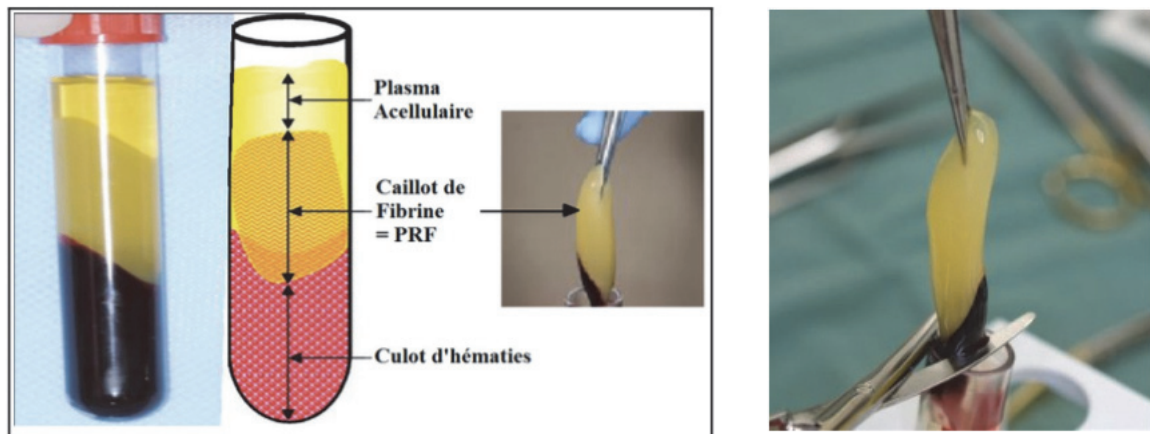 Plasma
Acellulaire
Caillot de
Fibrine
= PRF
Culot d'hématies